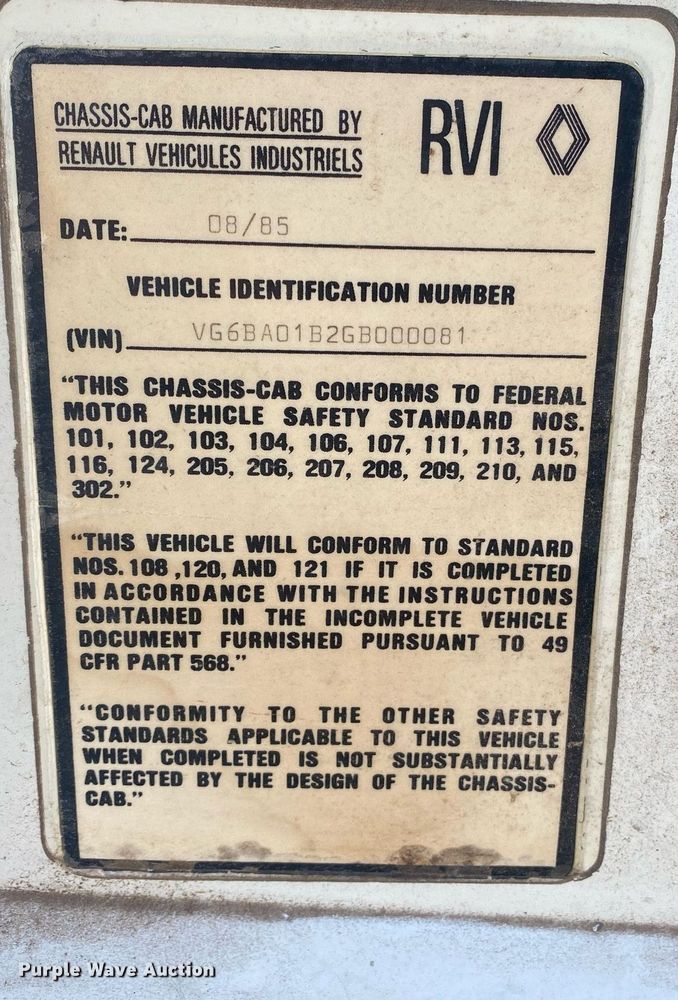 CHASSIS-CAB MANUFACTURED BY
RENAULT VEHICULES INDUSTRIELS
RVI
DATE: 08/85
VEHICLE IDENTIFICATION NUMBER
(VIN) VG6BA01B2GB000081
“THIS CHASSIS-CAB CONFORMS TO FEDERAL
MOTOR VEHICLE SAFETY STANDARD NOS.
101, 102, 103, 104, 106, 107, 111, 113, 115,
116, 124, 205, 206, 207, 208, 209, 210, AND
302.”
“THIS VEHICLE WILL CONFORM TO STANDARD
NOS. 108 ,120, AND 121 IF IT IS COMPLETED
IN ACCORDANCE WITH THE INSTRUCTIONS
CONTAINED IN THE INCOMPLETE VEHICLE
DOCUMENT FURNISHED PURSUANT TO 49
CFR PART 568.”
“CONFORMITY TO THE OTHER SAFETY
STANDARDS APPLICABLE TO THIS VEHICLE
WHEN COMPLETED IS NOT SUBSTANTIALLY
AFFECTED BY THE DESIGN OF THE CHASSIS-
CAB.”
Purple Wave Auction